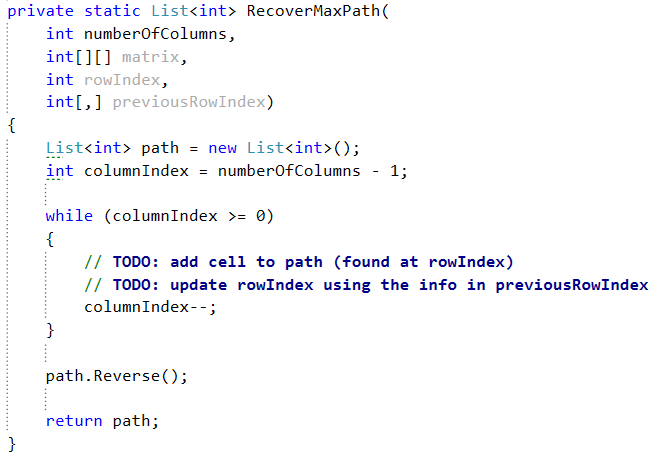 private static List<int> RecoverMaxPath(
    int numberOfColumns,
    int[][] matrix,
    int rowIndex,
    int[,] previousRowIndex)
{
    List<int> path = new List<int>();
    int columnIndex = numberOfColumns - 1;

    while (columnIndex >= 0)
    {
        // TODO: add cell to path (found at rowIndex)
        // TODO: update rowIndex using the info in previousRowIndex
        columnIndex--;
    }

    path.Reverse();

    return path;
}